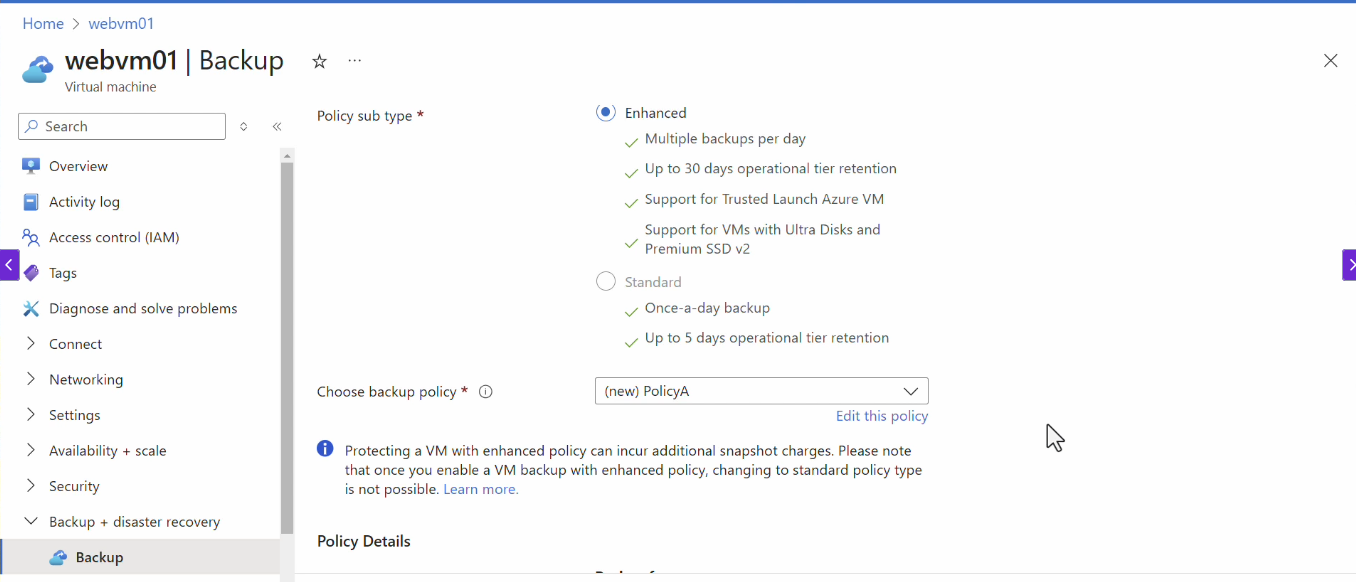 Home > webvm01
webvm01 | Backup
Virtual machine
Search
Overview
Activity log
Access control (IAM)
Tags
Diagnose and solve problems
Connect
Networking
Settings
Availability + scale
Security
Backup + disaster recovery
Backup
Policy sub type *
Enhanced
Multiple backups per day
Up to 30 days operational tier retention
Support for Trusted Launch Azure VM
Support for VMs with Ultra Disks and
Premium SSD v2
Standard
Once-a-day backup
Up to 5 days operational tier retention
Choose backup policy *
(new) PolicyA
Edit this policy
Protecting a VM with enhanced policy can incur additional snapshot charges. Please note
that once you enable a VM backup with enhanced policy, changing to standard policy type
is not possible. Learn more.
Policy Details